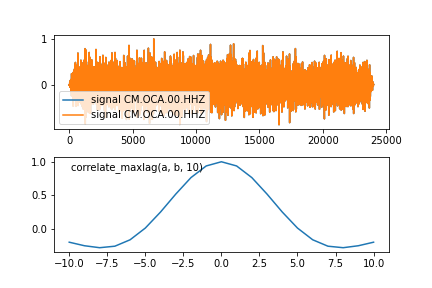 1
0
signal CM.OCA.00.HHZ
signal CM.OCA.00.HHZ
0 5000 10000 15000 20000 25000
1.0
correlate_maxlag(a, b, 10)
0.5
0.0
−10.0 −7.5 −5.0 −2.5 0.0 2.5 5.0 7.5 10.0